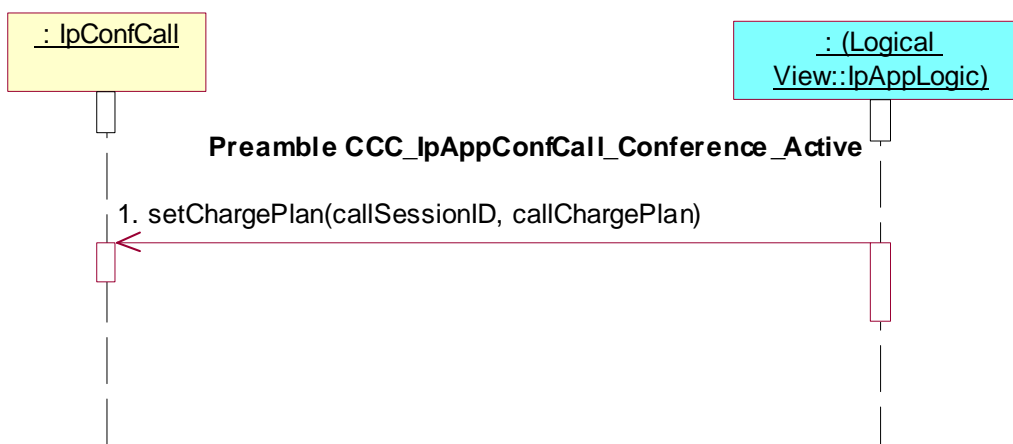 : IpConfCall
: (Logical
View::IpAppLogic)
Preamble CCC_IpAppConfCall_Conference_Active
1. setChargePlan(callSessionID, callChargePlan)